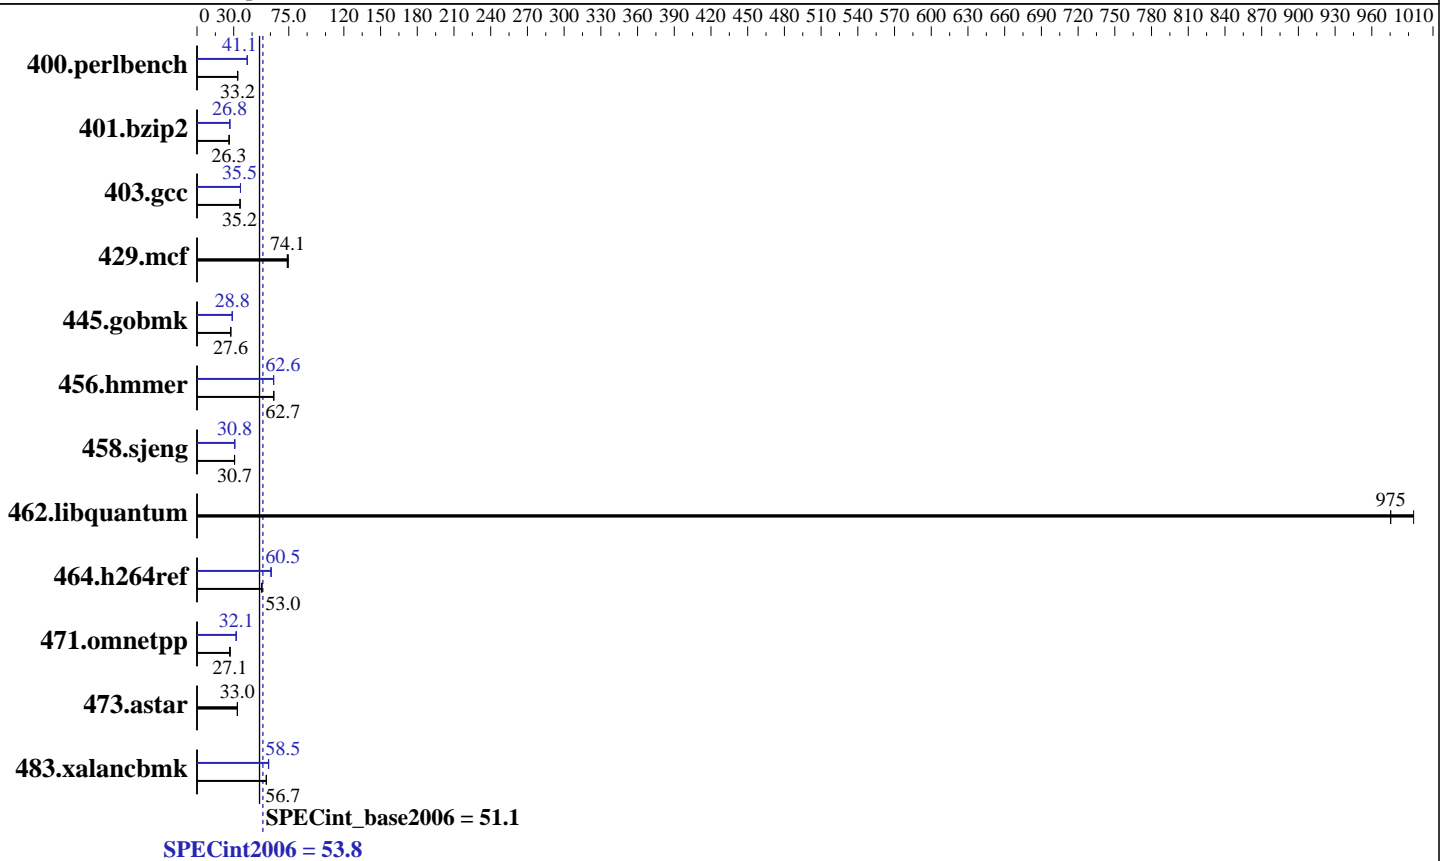 0 30.0 75.0 120 150 180 210 240 270 300 330 360 390 420 450 480 510 540 570 600 630 660 690 720 750 780 810 840 870 900 930 960 1010
41.1
400.perlbench
33.2
26.8
401.bzip2
26.3
35.5
403.gcc
35.2
74.1
429.mcf
28.8
445.gobmk
27.6
62.6
456.hmmer
62.7
30.8
458.sjeng
30.7
975
462.libquantum
60.5
464.h264ref
53.0
32.1
471.omnetpp
27.1
33.0
473.astar
58.5
483.xalancbmk
56.7
SPECint_base2006 = 51.1
SPECint2006 = 53.8